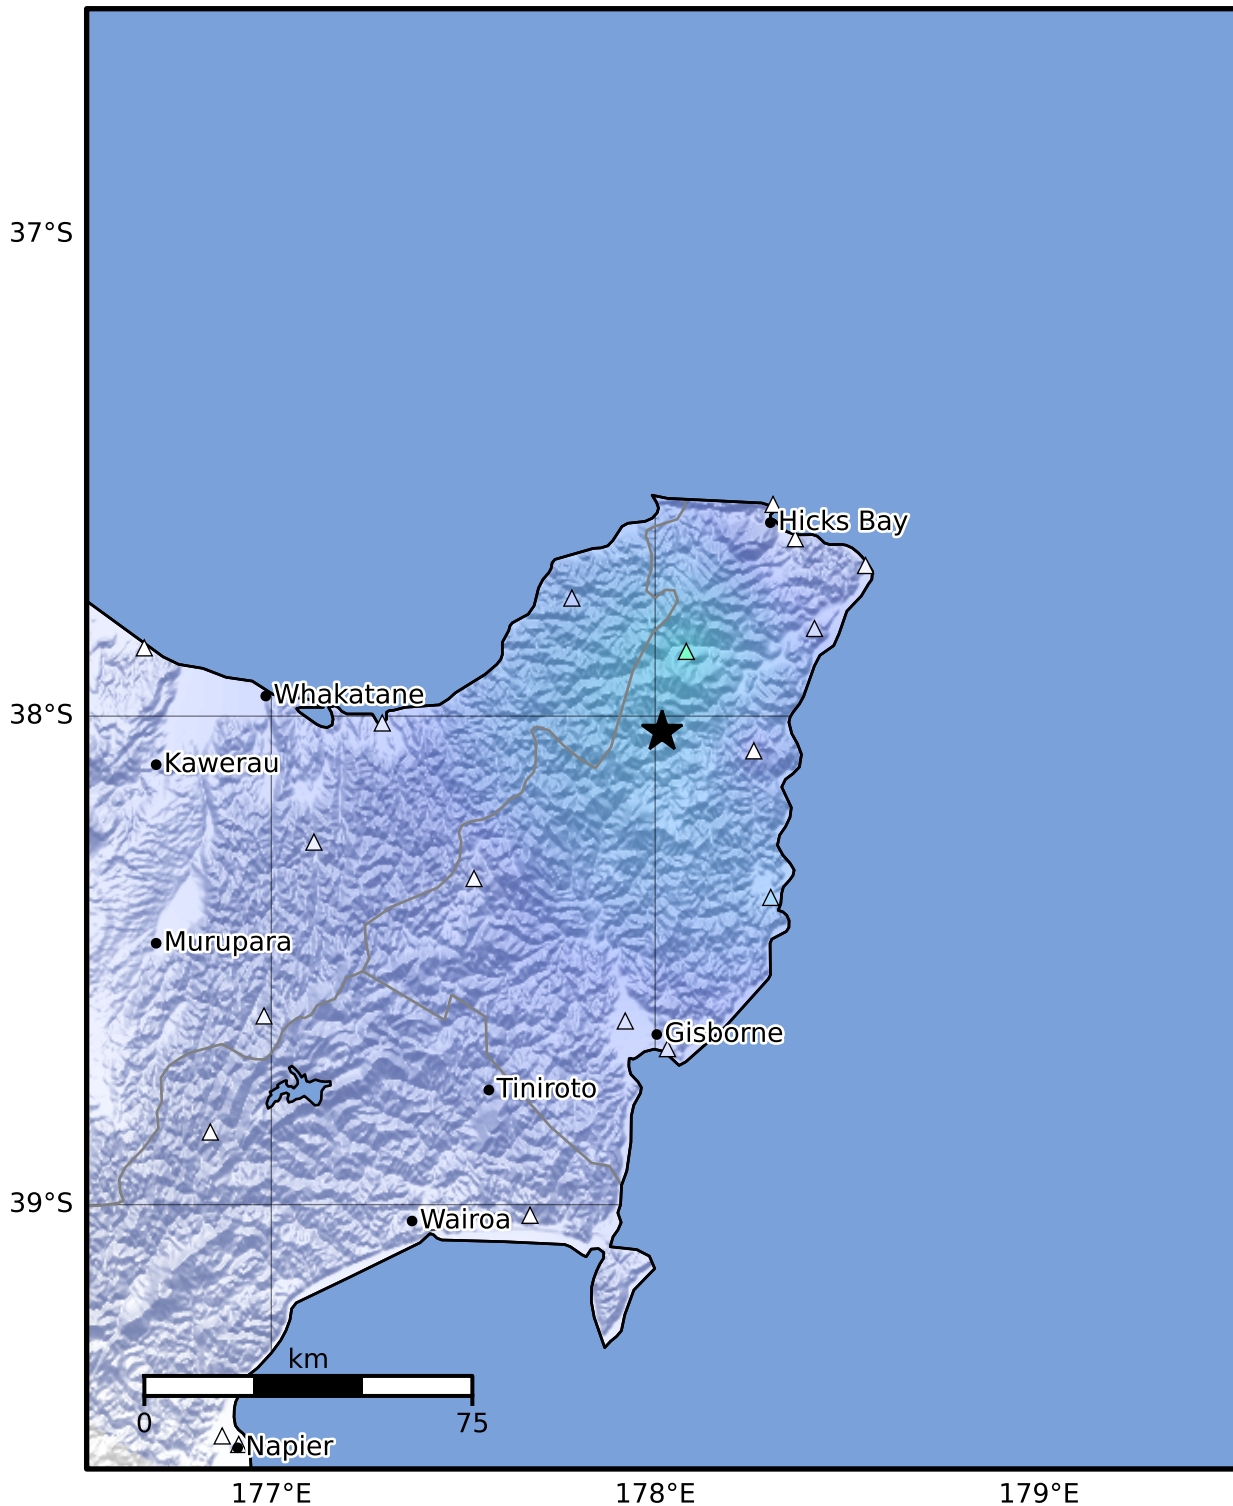 37°S
Hicks Bay
Whakatane
38°S
Kawerau
Murupara
Gisborne
Tiniroto
39°S
Wairoa
km
0 75
Napier
177°E 178°E 179°E